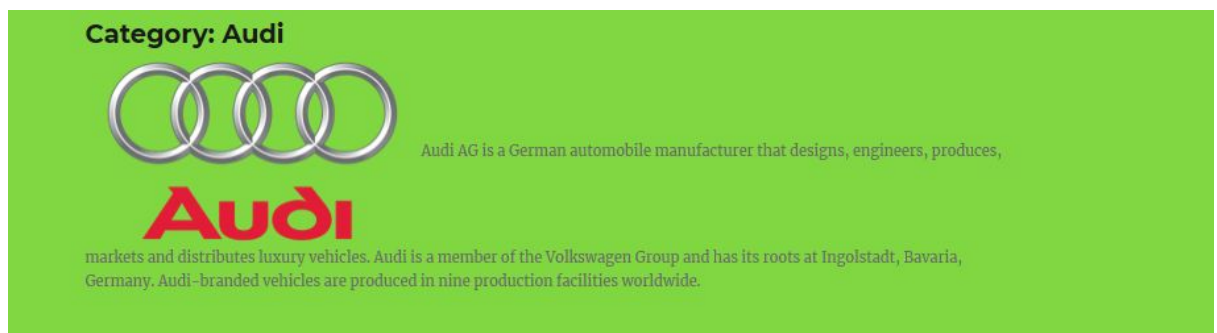 Category: Audi
Audi AG is a German automobile manufacturer that designs, engineers, produces,
Audi
markets and distributes luxury vehicles. Audi is a member of the Volkswagen Group and has its roots at Ingolstadt, Bavaria,
Germany. Audi-branded vehicles are produced in nine production facilities worldwide.